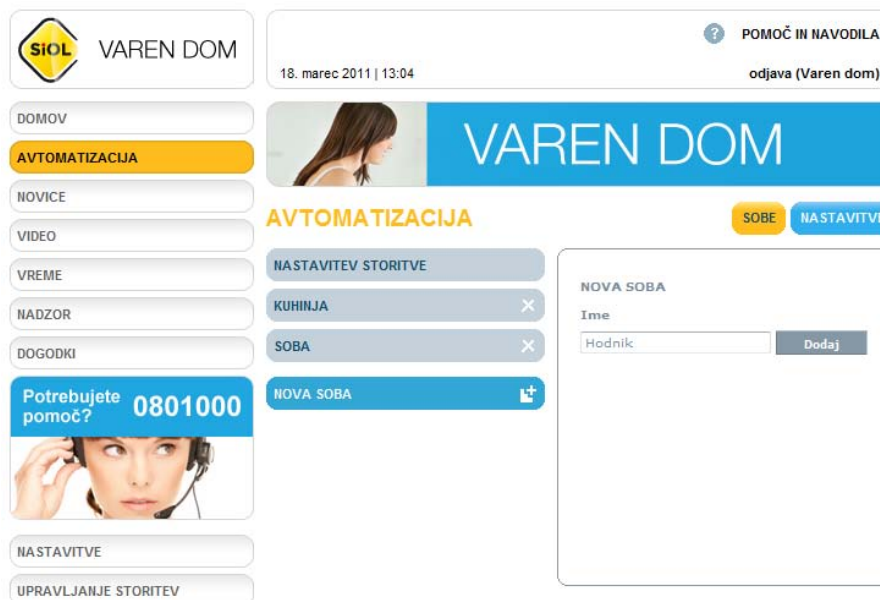 SiOL
VAREN DOM
POMOČ IN NAVODILA
18. marec 2011 | 13:04
odjava (Varen dom)
DOMOV
AVTOMATIZACIJA
NOVICE
VIDEO
VREME
NADZOR
DOGODKI
Potrebujete
pomoč?
0801000
NASTAVITVE
UPRAVLJANJE STORITEV
VAREN DOM
AVTOMATIZACIJA
SOBE
NASTAVITVE
NASTAVITEV STORITVE
KUHINJA
SOBA
NOVA SOBA
NOVA SOBA
Ime
Hodnik
Dodaj